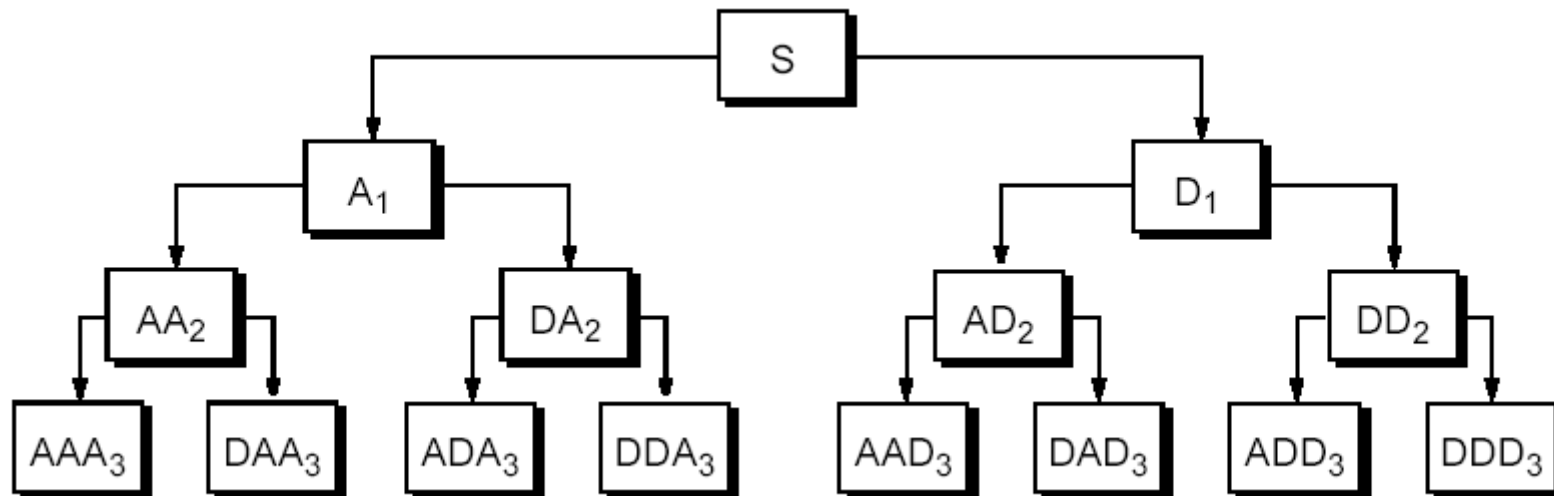 S
A₁ D₁
AA₂ DA₂ AD₂ DD₂
AAA₃ DAA₃ ADA₃ DDA₃ AAD₃ DAD₃ ADD₃ DDD₃